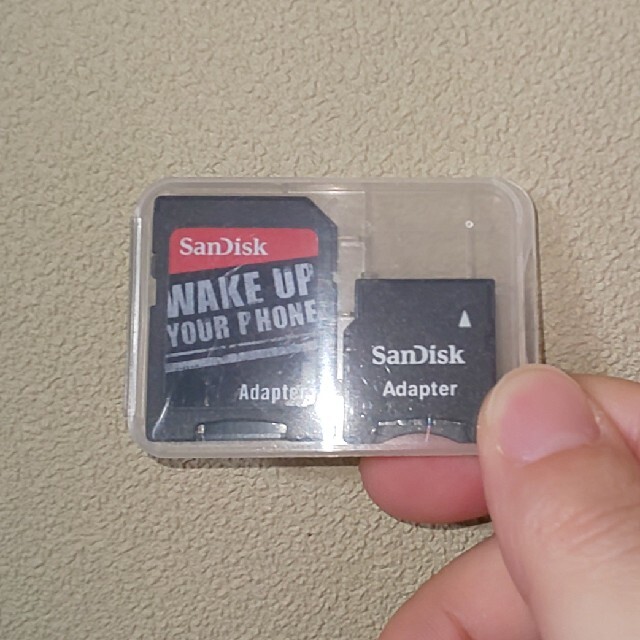 SanDisk
WAKE UP
YOUR PHONE
Adapter
SanDisk
Adapter